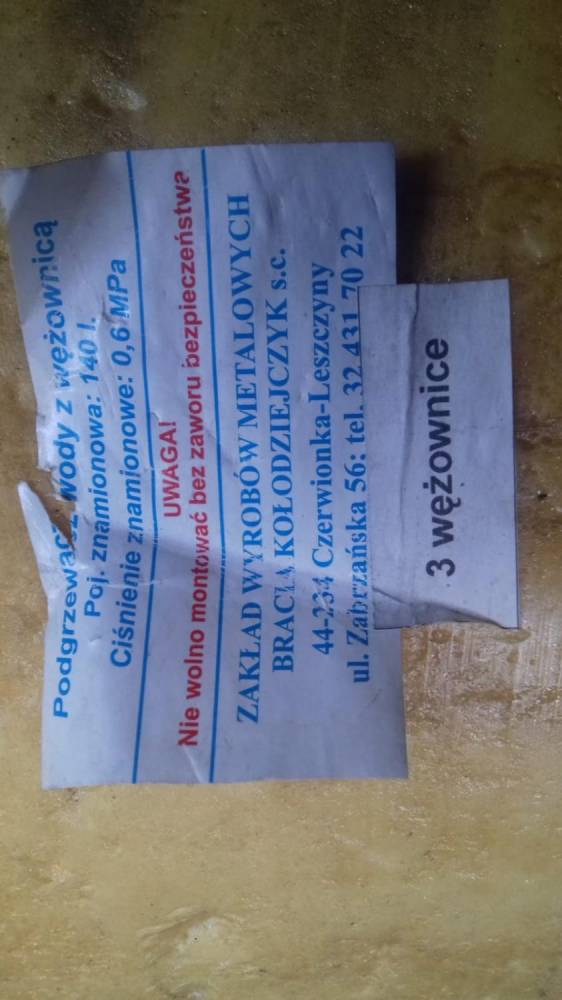 Podgrzewacz wody z wężownicą
Poj. znamionowa: 140 l.
Ciśnienie znamionowe: 0,6 MPa
UWAGA!
Nie wolno montować bez zaworu bezpieczeństwa
ZAKŁAD WYROBÓW METALOWYCH
BRACIA KOŁODZIEJCZYK s.c.
44-234 Czerwionka-Leszczyny
ul. Zabrzańska 56; tel. 32 431 70 22
3 wężownice